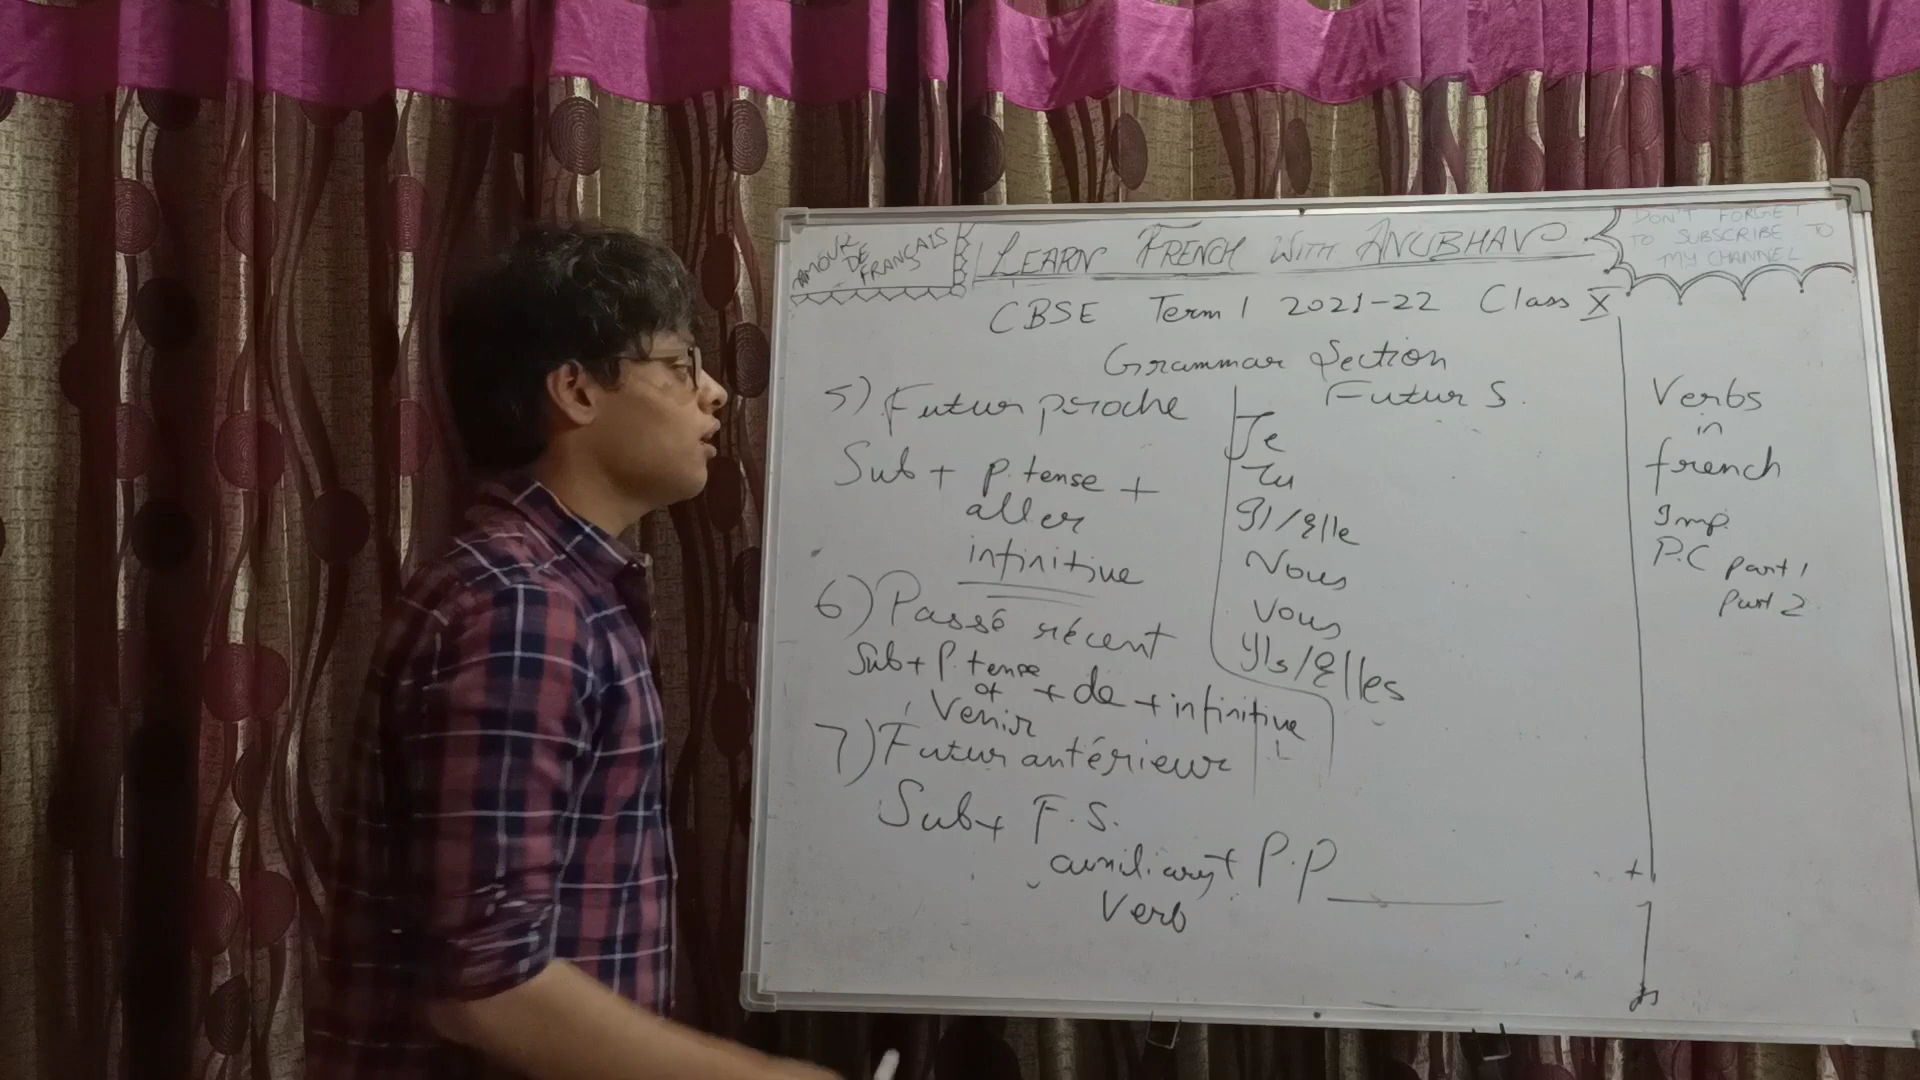 AMOUR
DE
FRANÇAIS
LEARN FRENCH WITH ANUBHAV
DON'T FORGET
TO SUBSCRIBE TO
MY CHANNEL
CBSE Term 1 2021-22 Class X
Grammar Section
5) Futur proche
Sub + p. tense +
aller
infinitive
6) Passé récent
Sub + P. tense
of + de + infinitive
Venir
7) Futur antérieur
Sub + F.S.
auxiliary + P.P
Verb
Futur S.
Je
Tu
Il/Elle
Nous
Vous
Ils/Elles
Verbs
in
french
Imp.
P.C part 1
Part 2